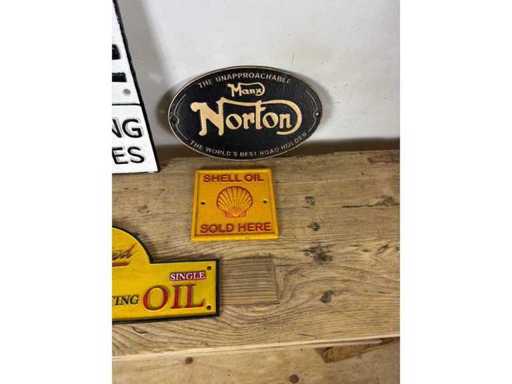 THE UNAPPROACHABLE
Manx
Norton
THE WORLD'S BEST ROAD HOLDER
NG
ES
SHELL OIL
SOLD HERE
SINGLE
TING OIL